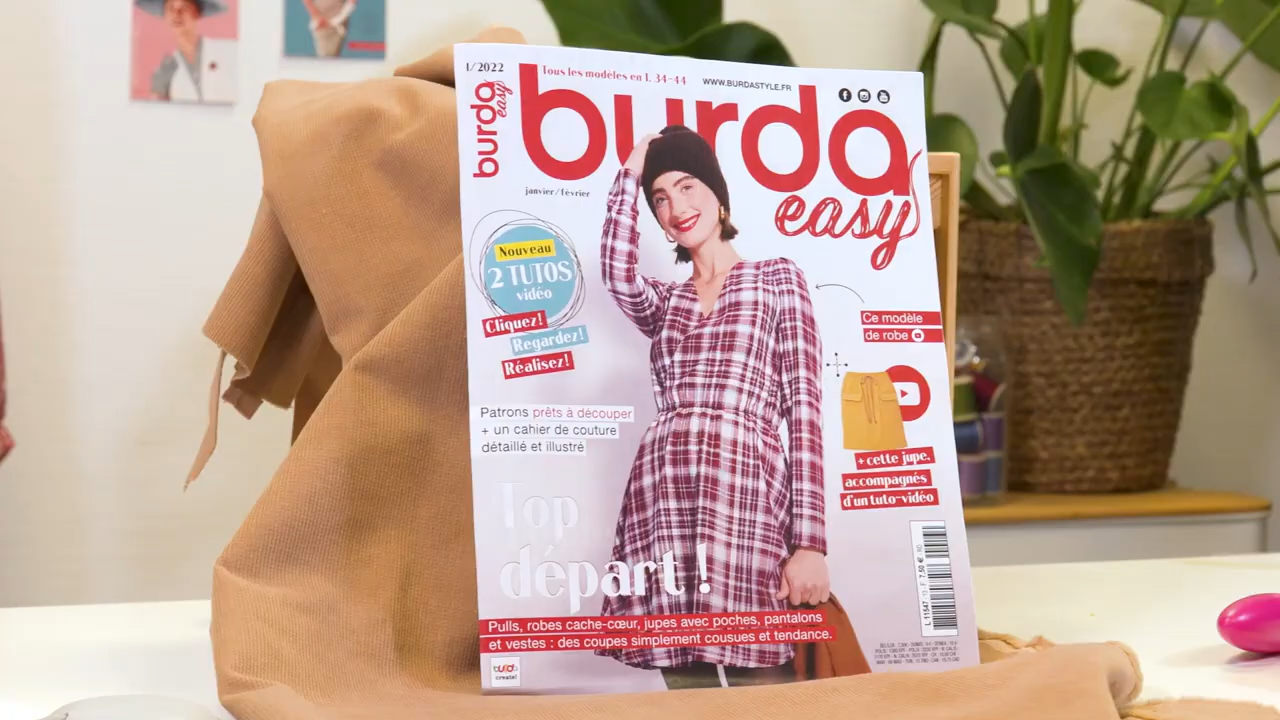 1/2022
burda easy
Tous les modèles en t. 34-44
WWW.BURDASTYLE.FR
burda
easy
janvier/février
Nouveau
2 TUTOS
vidéo
Cliquez!
Regardez!
Réalisez!
Ce modèle
de robe
Patrons prêts à découper
+ un cahier de couture
détaillé et illustré
+ cette jupe,
accompagnés
d'un tuto-vidéo
Top
départ !
Pulls, robes cache-cœur, jupes avec poches, pantalons
et vestes : des coupes simplement cousues et tendance.
burda
create!